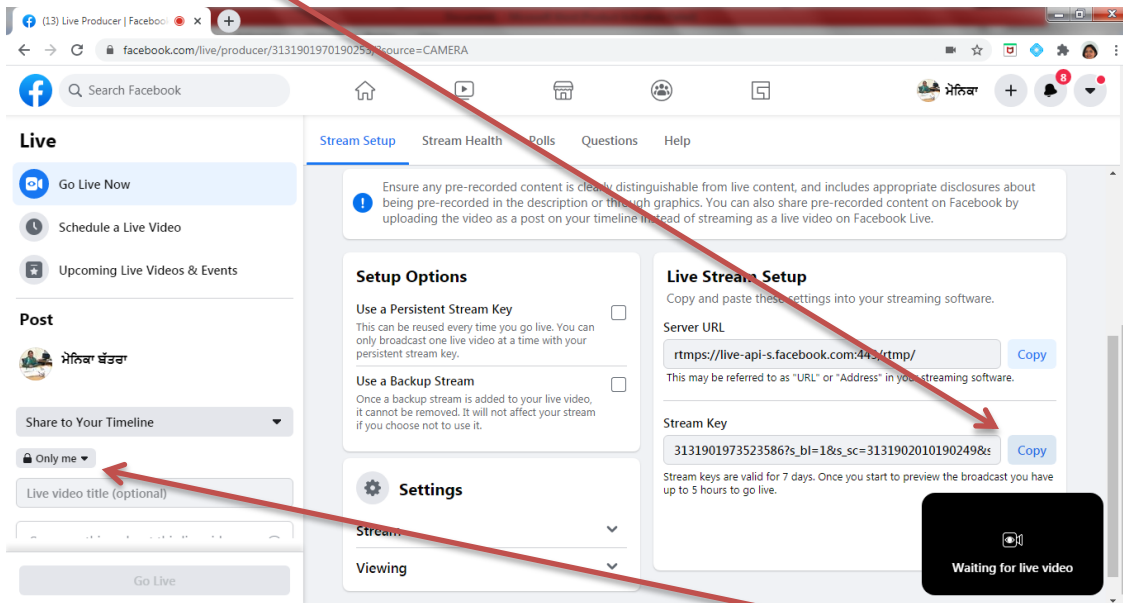 (13) Live Producer | Facebook
facebook.com/live/producer/3131901970190253/?source=CAMERA
Search Facebook
ਮੋਨਿਕਾ
8
Live
Go Live Now
Schedule a Live Video
Upcoming Live Videos & Events
Post
ਮੋਨਿਕਾ ਬੱਤਰਾ
Share to Your Timeline
Only me
Live video title (optional)
Go Live
Stream Setup Stream Health Polls Questions Help
Ensure any pre-recorded content is clearly distinguishable from live content, and includes appropriate disclosures about
being pre-recorded in the description or through graphics. You can also share pre-recorded content on Facebook by
uploading the video as a post on your timeline instead of streaming as a live video on Facebook Live.
Setup Options
Use a Persistent Stream Key
This can be reused every time you go live. You can
only broadcast one live video at a time with your
persistent stream key.
Use a Backup Stream
Once a backup stream is added to your live video,
it cannot be removed. It will not affect your stream
if you choose not to use it.
Settings
Stream
Viewing
Live Stream Setup
Copy and paste these settings into your streaming software.
Server URL
rtmps://live-api-s.facebook.com:443/rtmp/
Copy
This may be referred to as "URL" or "Address" in your streaming software.
Stream Key
3131901973523586?s_bl=1&s_sc=3131902010190249&s
Copy
Stream keys are valid for 7 days. Once you start to preview the broadcast you have
up to 5 hours to go live.
Waiting for live video